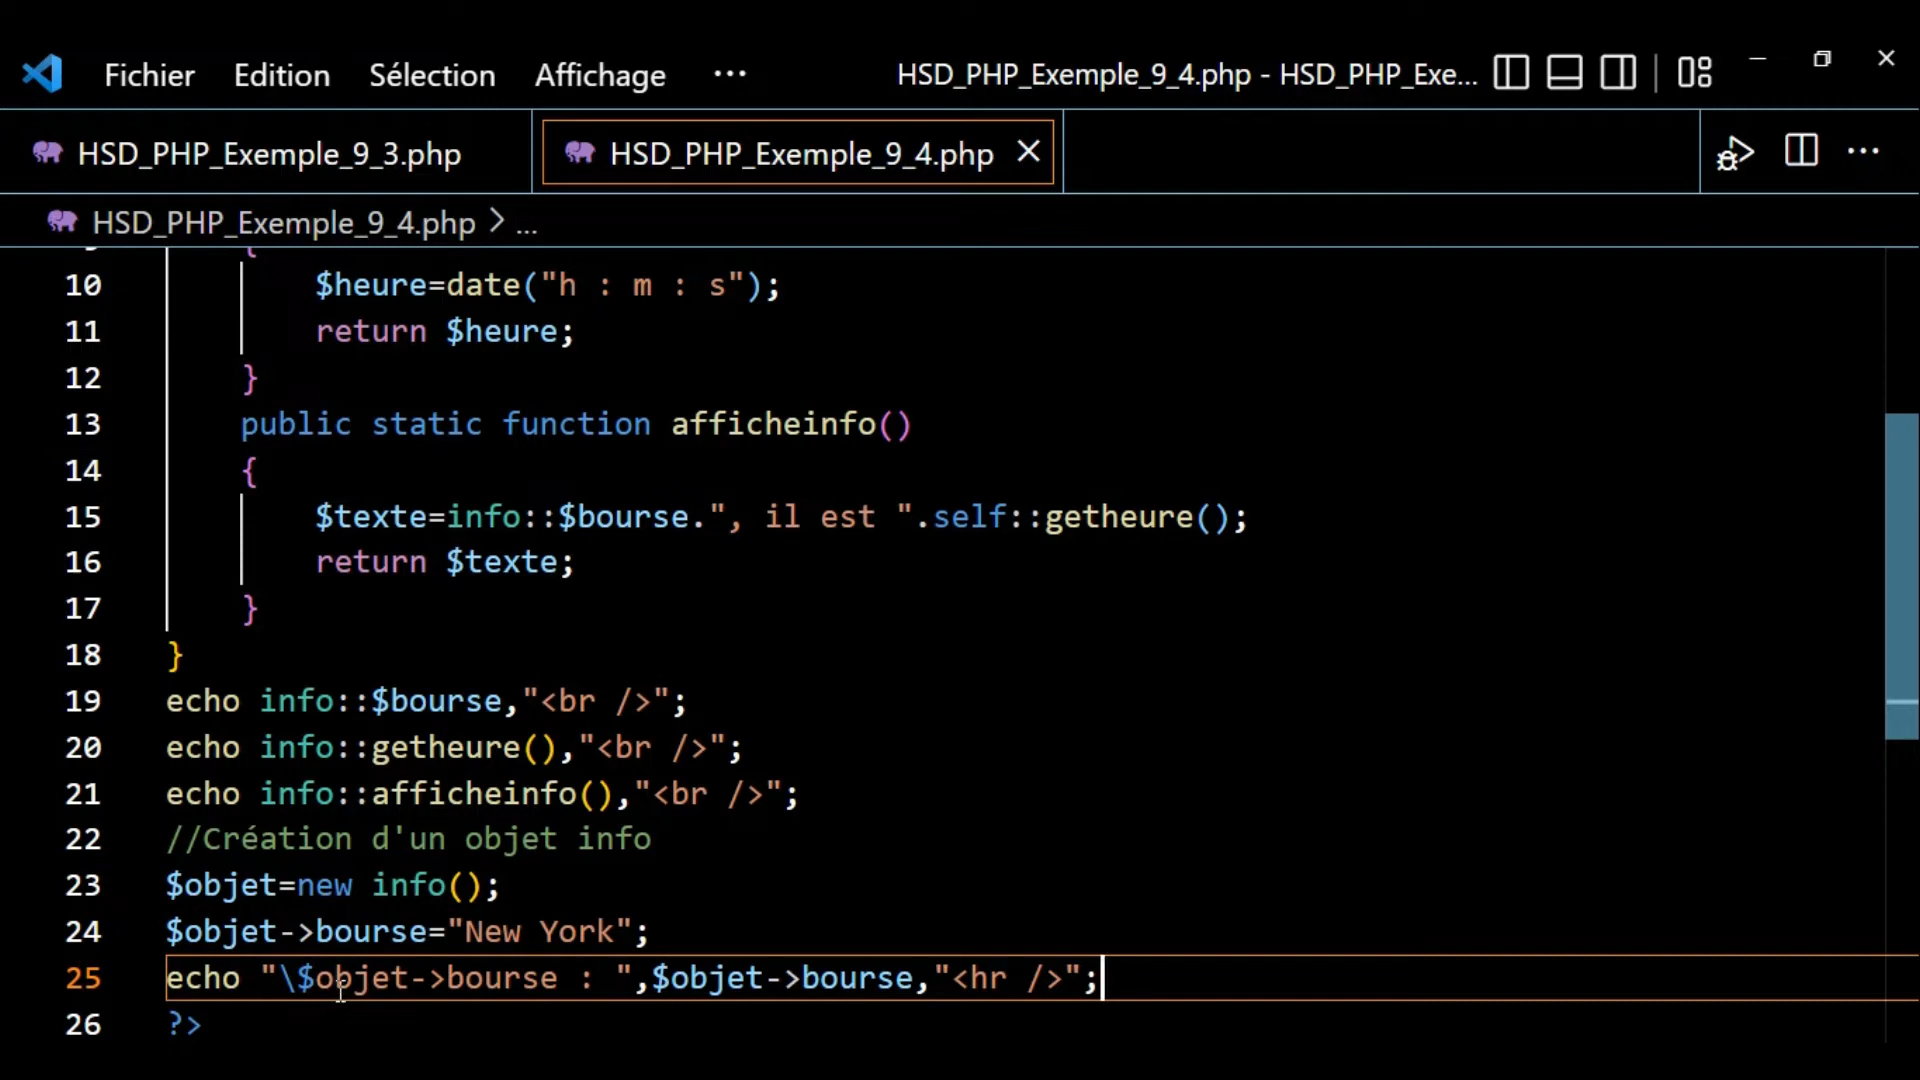 Fichier Edition Sélection Affichage ... HSD_PHP_Exemple_9_4.php - HSD_PHP_Exe...
HSD_PHP_Exemple_9_3.php HSD_PHP_Exemple_9_4.php
HSD_PHP_Exemple_9_4.php > ...
{
10 $heure=date("h : m : s");
11 return $heure;
12 }
13 public static function afficheinfo()
14 {
15 $texte=info::$bourse.", il est ".self::getheure();
16 return $texte;
17 }
18 }
19 echo info::$bourse,"<br />";
20 echo info::getheure(),"<br />";
21 echo info::afficheinfo(),"<br />";
22 //Création d'un objet info
23 $objet=new info();
24 $objet->bourse="New York";
25 echo "\$objet->bourse : ",$objet->bourse,"<hr />";
26 ?>